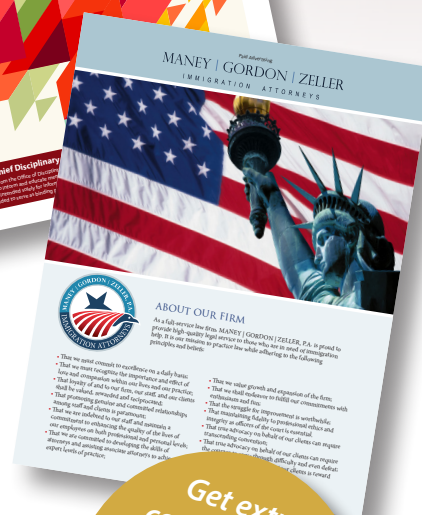 hief Disciplinary
Paid Advertising
MANEY | GORDON | ZELLER
IMMIGRATION ATTORNEYS
MANEY | GORDON | ZELLER, P.A.
IMMIGRATION ATTORNEYS
ABOUT OUR FIRM
As a full-service law firm, MANEY | GORDON | ZELLER, P.A. is proud to
provide high-quality legal service to those who are in need of immigration
help. It is our mission to practice law while adhering to the following
principles and beliefs:
• That we must commit to excellence on a daily basis;
• That we must recognize the importance and effect of
love and compassion within our lives and our practice;
• That loyalty of and to our firm, our staff, and our clients
shall be valued, rewarded and reciprocated;
• That promoting genuine and committed relationships
among staff and clients is paramount;
• That we are indebted to our staff and maintain a
commitment to enhancing the quality of the lives of
our employees on both professional and personal levels;
• That we are committed to developing the skills of
attorneys and assisting associate attorneys to achieve
expert levels of practice;
• That we value growth and expansion of the firm;
• That we shall endeavor to fulfill our commitments with
enthusiasm and fun;
• That the struggle for improvement is worthwhile;
• That maintaining fidelity to professional ethics and
integrity as officers of the court is essential;
• That true advocacy on behalf of our clients can require
transcending convention;
• That true advocacy on behalf of our clients can require
through difficulty and even defeat;
clients is reward
Get ext